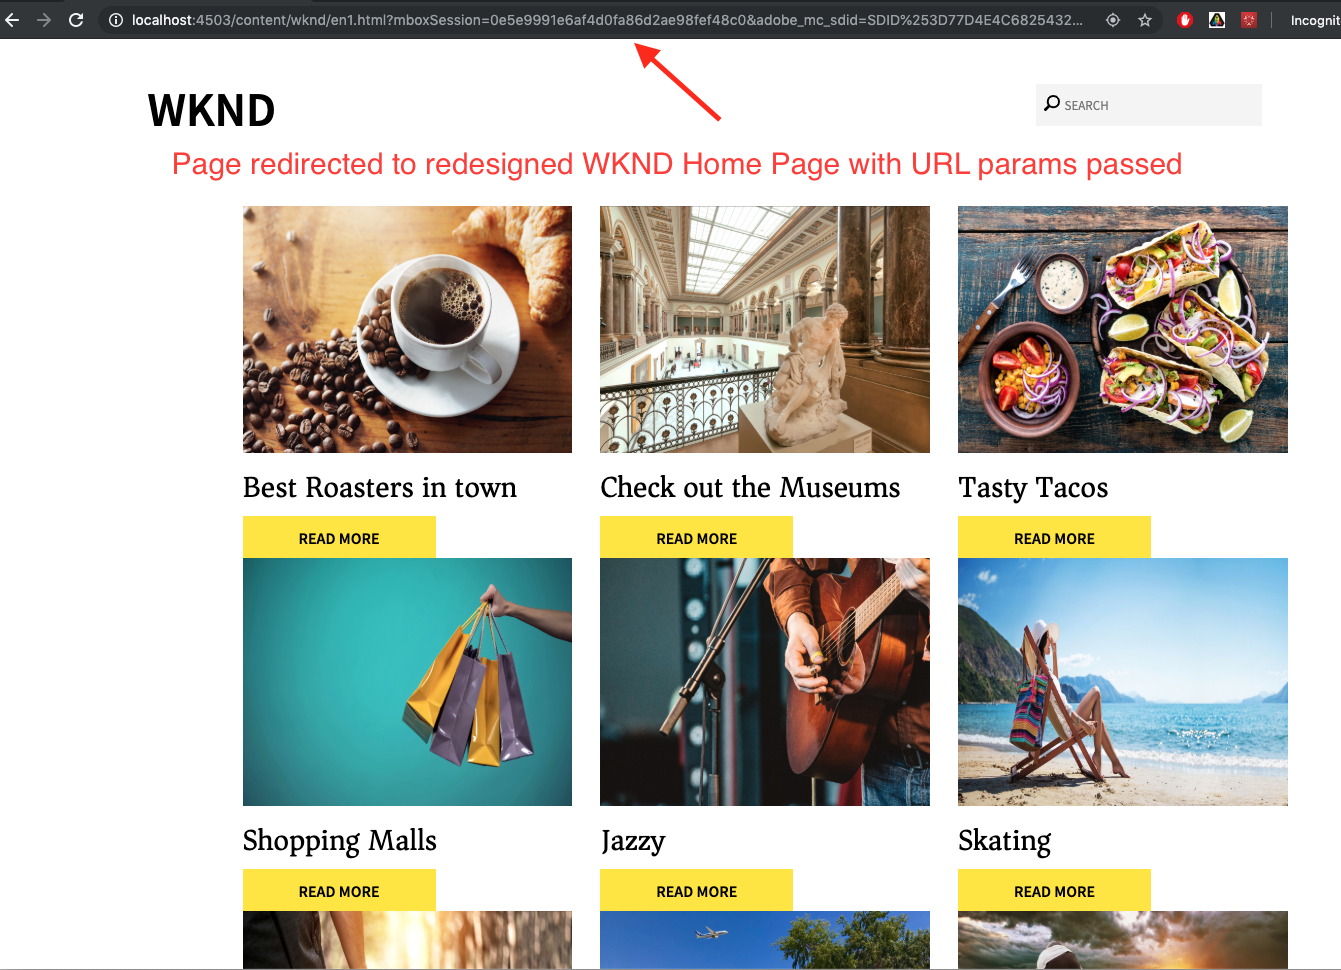 localhost:4503/content/wknd/en1.html?mboxSession=0e5e9991e6af4d0fa86d2ae98fef48c0&adobe_mc_sdid=SDID%253D77D4E4C6825432...
Incognit
WKND
SEARCH
Page redirected to redesigned WKND Home Page with URL params passed
Best Roasters in town
Check out the Museums
Tasty Tacos
READ MORE
READ MORE
READ MORE
Shopping Malls
Jazzy
Skating
READ MORE
READ MORE
READ MORE